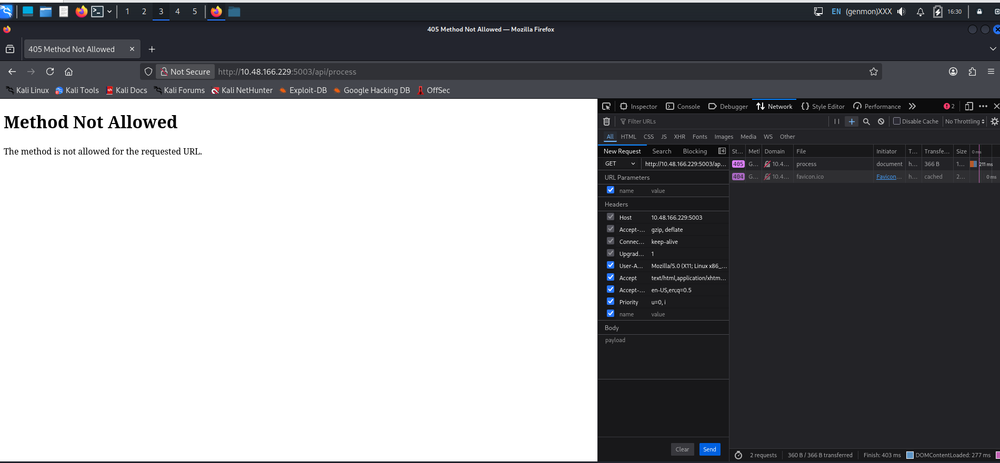 1 2 3 4 5 EN (genmon)XXX 16:30
405 Method Not Allowed — Mozilla Firefox
405 Method Not Allowed
Not Secure http://10.48.166.229:5003/api/process
Kali Linux Kali Tools Kali Docs Kali Forums Kali NetHunter Exploit-DB Google Hacking DB OffSec
Method Not Allowed
The method is not allowed for the requested URL.
Inspector Console Debugger Network Style Editor Performance 2
Filter URLs Disable Cache No Throttling
All HTML CSS JS XHR Fonts Images Media WS Other
New Request Search Blocking
GET http://10.48.166.229:5003/ap...
URL Parameters
name value
Headers
Host 10.48.166.229:5003
Accept-... gzip, deflate
Connec... keep-alive
Upgrad... 1
User-A... Mozilla/5.0 (X11; Linux x86_...
Accept text/html,application/xhtm...
Accept-... en-US,en;q=0.5
Priority u=0, i
name value
Body
payload
Clear Send
St... Met Domain File Initiator T... Transfe... Size 0 ms
405 G... 10.4... process document h... 366 B 1... 211 ms
404 G... 10.4... favicon.ico Favicon... h... cached 2... 0 ms
2 requests 360 B / 366 B transferred Finish: 403 ms DOMContentLoaded: 277 ms